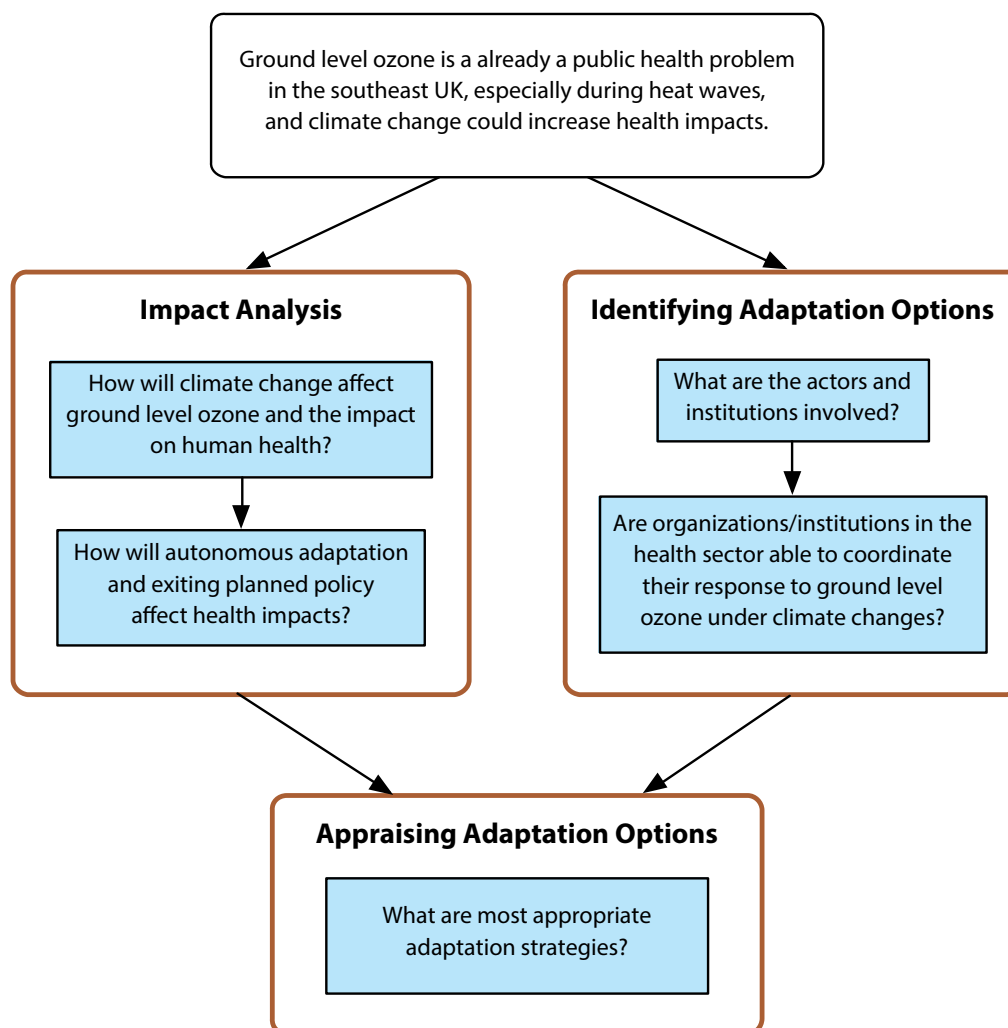 Ground level ozone is a already a public health problem
in the southeast UK, especially during heat waves,
and climate change could increase health impacts.
Impact Analysis
How will climate change affect
ground level ozone and the impact
on human health?
How will autonomous adaptation
and exiting planned policy
affect health impacts?
Identifying Adaptation Options
What are the actors and
institutions involved?
Are organizations/institutions in the
health sector able to coordinate
their response to ground level
ozone under climate changes?
Appraising Adaptation Options
What are most appropriate
adaptation strategies?